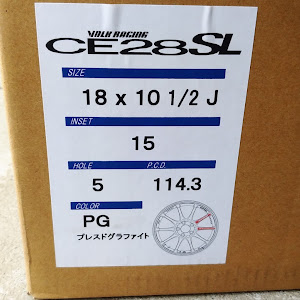 VOLK RACING
CE28SL
SIZE
18 x 10 1/2 J
INSET
15
HOLE P.C.D.
5 114.3
COLOR
PG
プレスドグラファイト